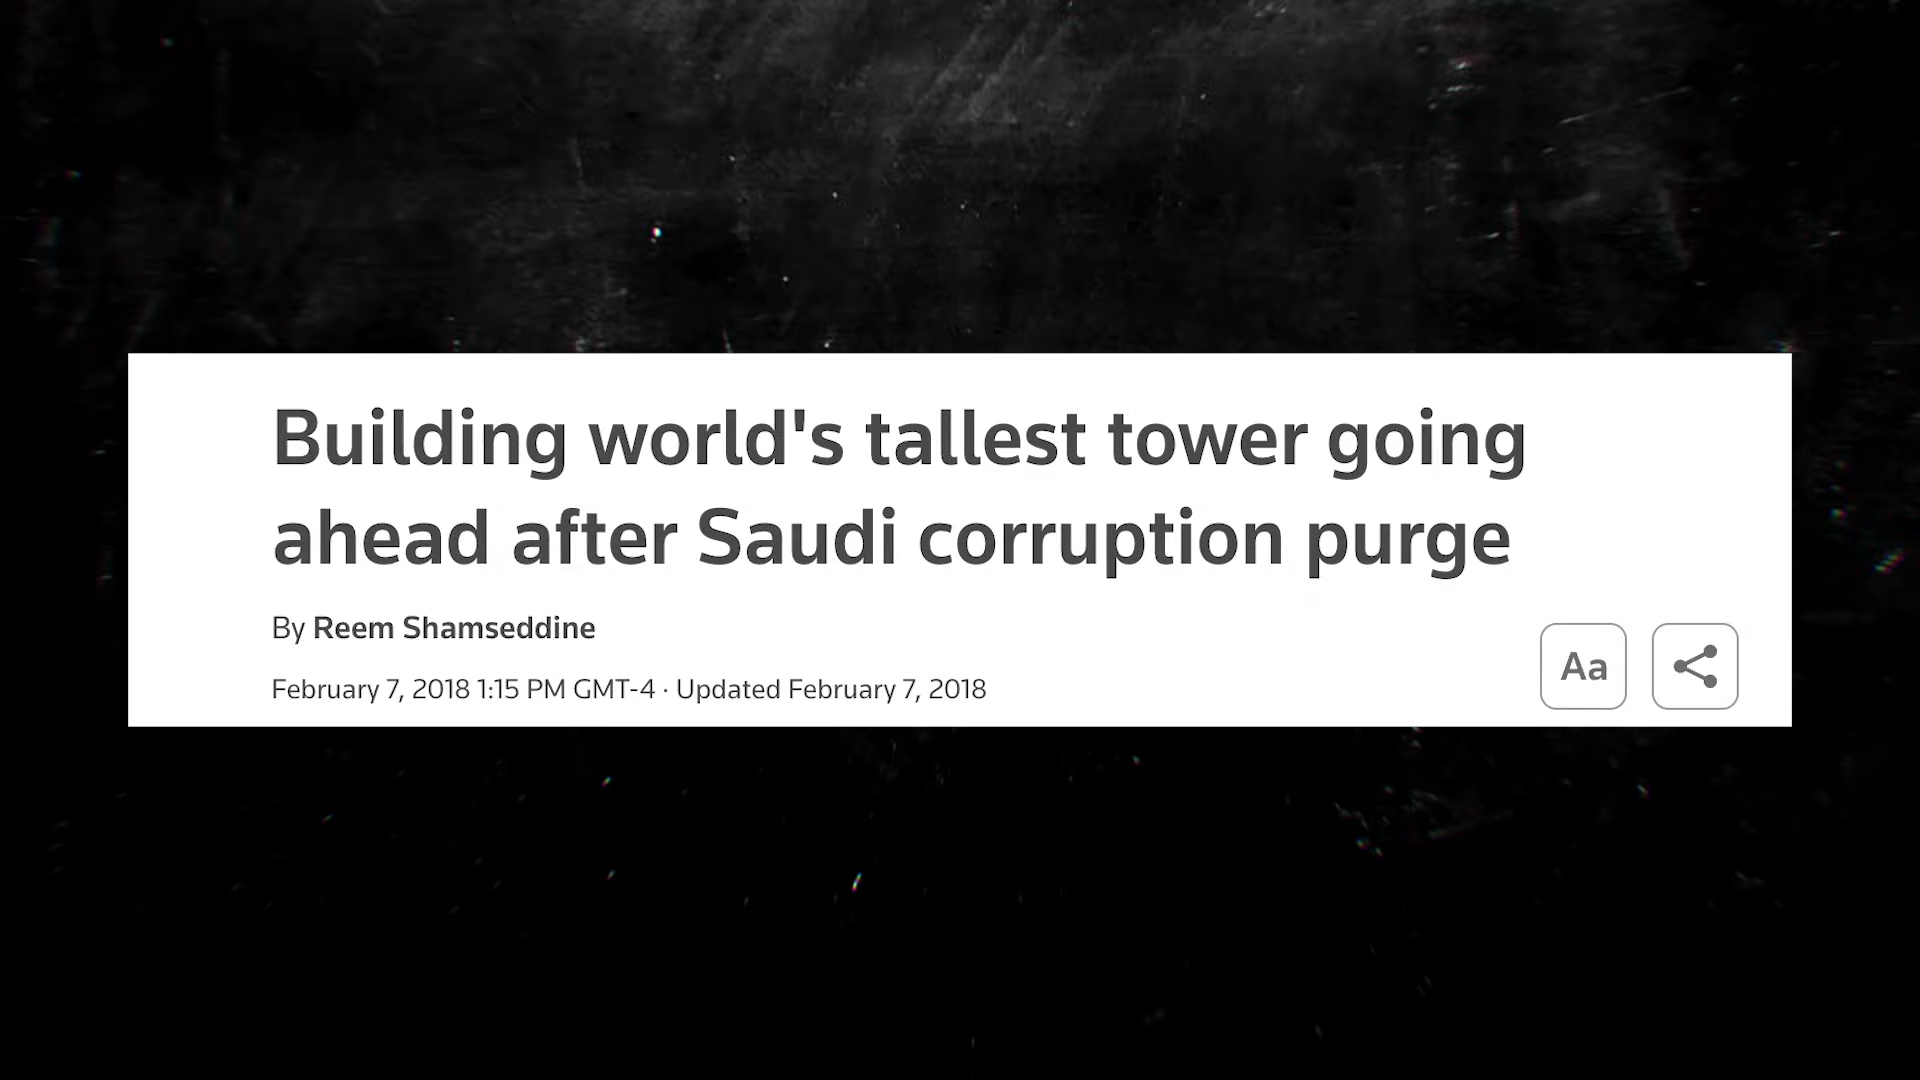 Building world's tallest tower going
ahead after Saudi corruption purge
By Reem Shamseddine
February 7, 2018 1:15 PM GMT-4 · Updated February 7, 2018
Aa